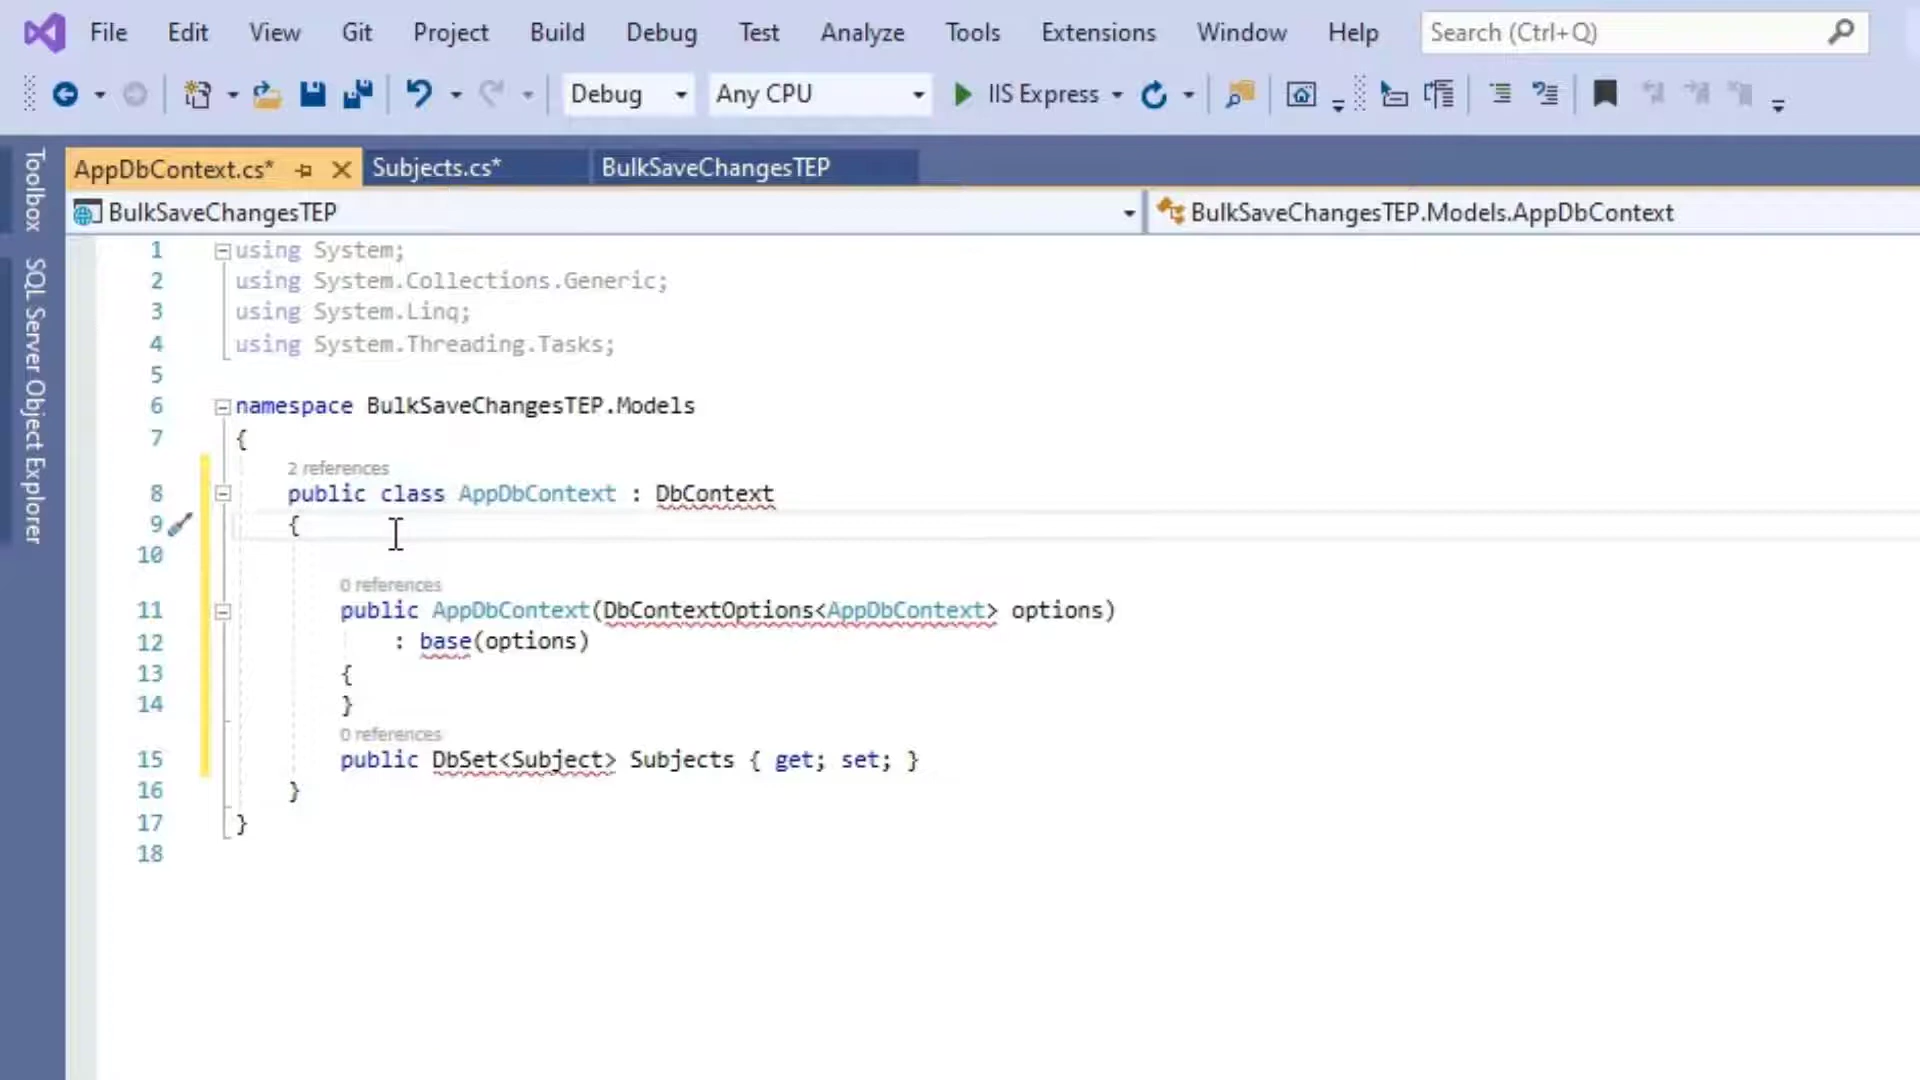 File Edit View Git Project Build Debug Test Analyze Tools Extensions Window Help Search (Ctrl+Q)
Debug Any CPU IIS Express
AppDbContext.cs* Subjects.cs* BulkSaveChangesTEP
BulkSaveChangesTEP BulkSaveChangesTEP.Models.AppDbContext
Toolbox
SQL Server Object Explorer
1 using System;
2 using System.Collections.Generic;
3 using System.Linq;
4 using System.Threading.Tasks;
5
6 namespace BulkSaveChangesTEP.Models
7 {
2 references
8 public class AppDbContext : DbContext
9 {
10
0 references
11 public AppDbContext(DbContextOptions<AppDbContext> options)
12 : base(options)
13 {
14 }
0 references
15 public DbSet<Subject> Subjects { get; set; }
16 }
17 }
18